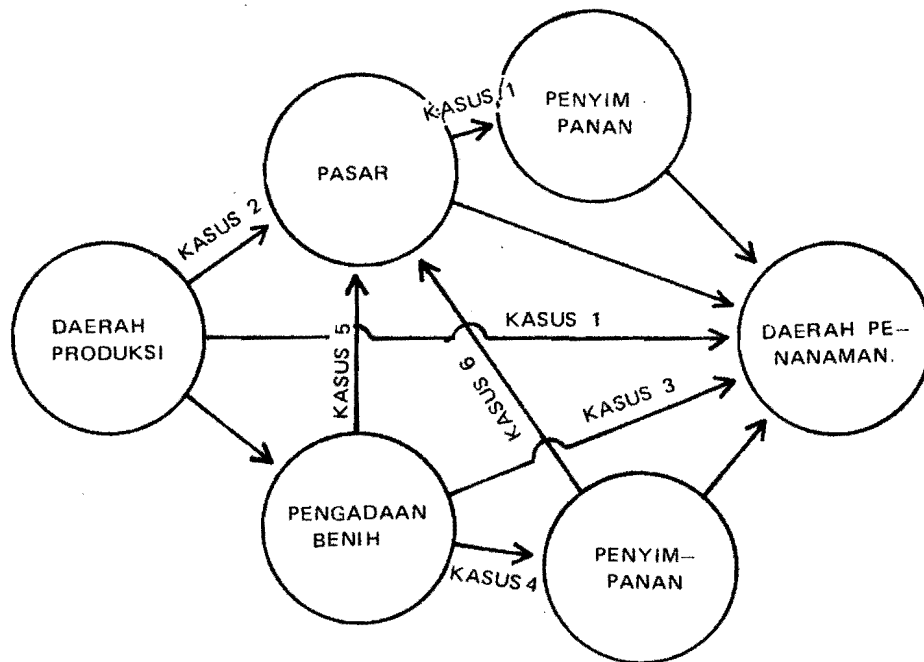 KASUS 1
PENYIM
PANAN
PASAR
KASUS 2
DAERAH
PRODUKSI
KASUS 5
KASUS 1
DAERAH PE-
NANAMAN.
KASUS 6
KASUS 3
PENGADAAN
BENIH
KASUS 4
PENYIM-
PANAN